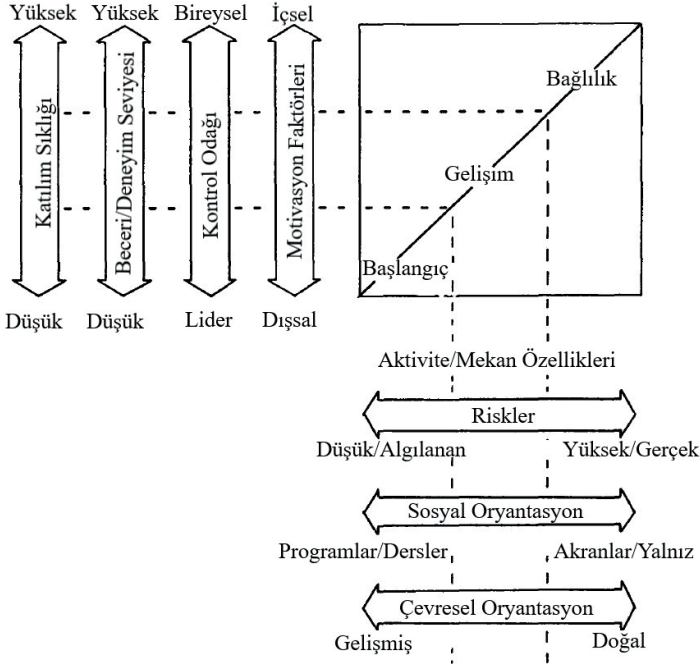 Yüksek Yüksek Bireysel İçsel
Katılım Sıklığı
Beceri/Deneyim Seviyesi
Kontrol Odağı
Motivasyon Faktörleri
Düşük Düşük Lider Dışsal
Bağlılık
Gelişim
Başlangıç
Aktivite/Mekan Özellikleri
Riskler
Düşük/Algılanan Yüksek/Gerçek
Sosyal Oryantasyon
Programlar/Dersler Akranlar/Yalnız
Çevresel Oryantasyon
Gelişmiş Doğal